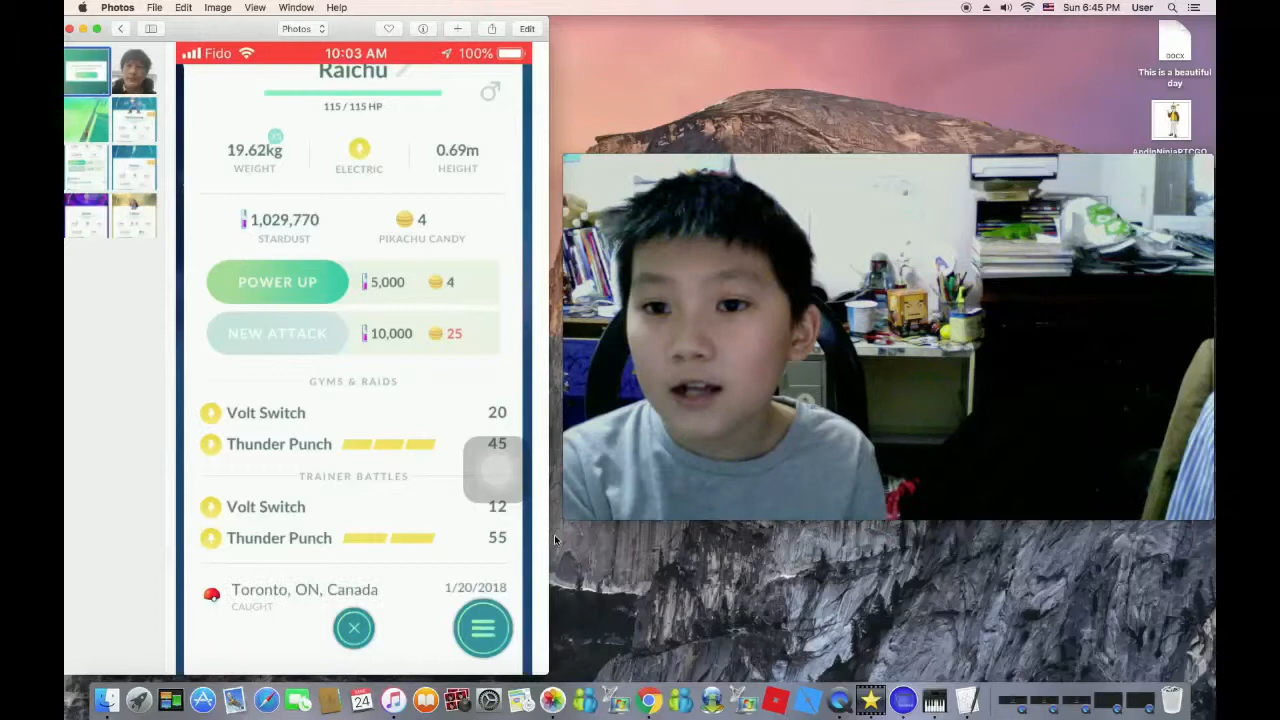 Photos File Edit Image View Window Help
Sun 6:45 PM User
Photos
Edit
Fido 10:03 AM 100%
Raichu
115 / 115 HP
19.62kg 0.69m
WEIGHT ELECTRIC HEIGHT
XS
1,029,770 4
STARDUST PIKACHU CANDY
POWER UP 5,000 4
NEW ATTACK 10,000 25
GYMS & RAIDS
Volt Switch 20
Thunder Punch 45
TRAINER BATTLES
Volt Switch 12
Thunder Punch 55
Toronto, ON, Canada 1/20/2018
CAUGHT
DOCX
This is a beautiful
day
24